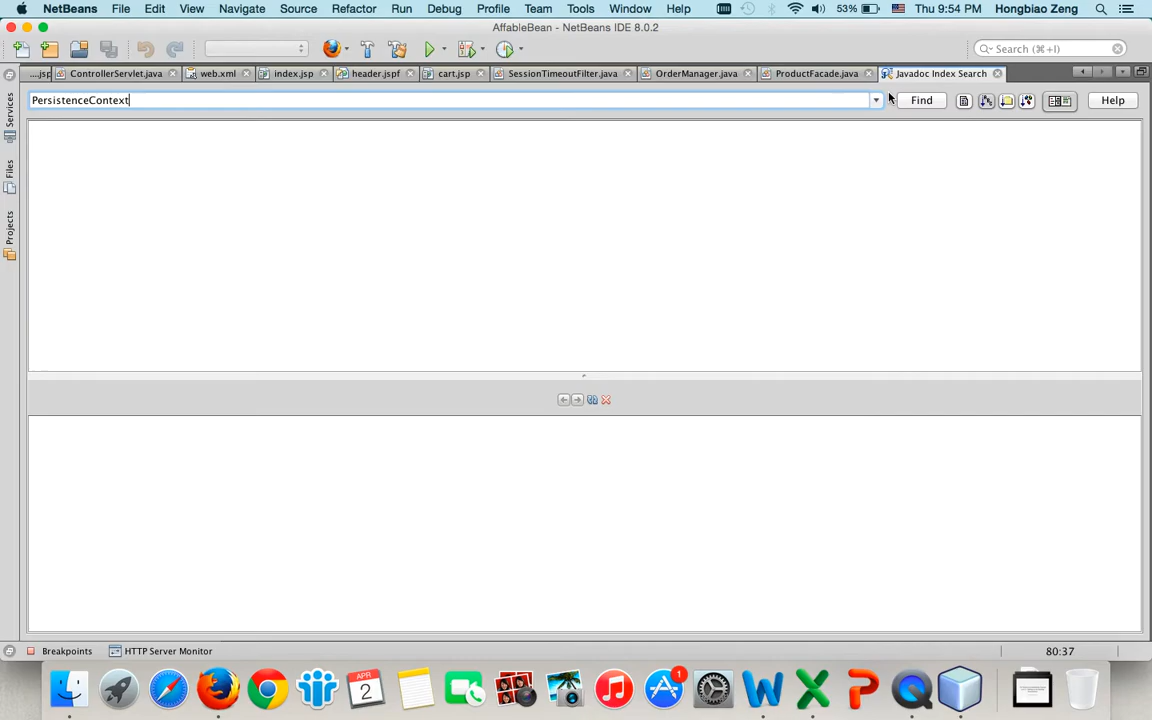 NetBeans File Edit View Navigate Source Refactor Run Debug Profile Team Tools Window Help 53% Thu 9:54 PM Hongbiao Zeng
AffableBean - NetBeans IDE 8.0.2
Search (⌘+I)
...jsp ControllerServlet.java web.xml index.jsp header.jspf cart.jsp SessionTimeoutFilter.java OrderManager.java ProductFacade.java Javadoc Index Search
PersistenceContext Find Help
Services
Files
Projects
Breakpoints HTTP Server Monitor 80:37
APR
2
1